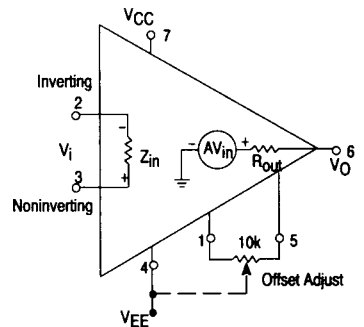 VCC
7
Inverting
2
Vi
Zin
3
Noninverting
- +
- AVin +
Rout
6
VO
1
10k
5
4
Offset Adjust
VEE